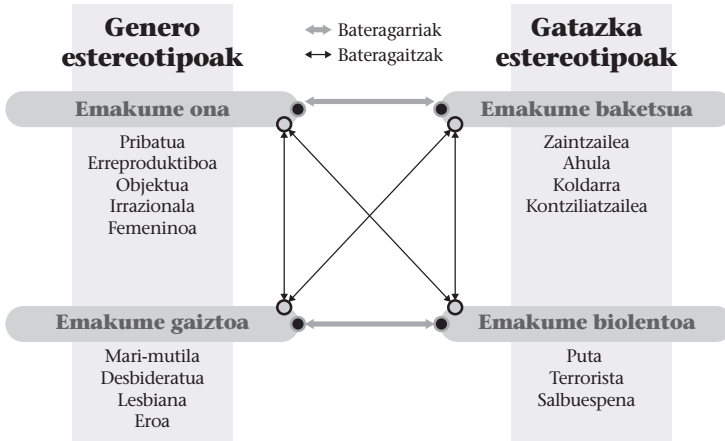 Genero
estereotipoak
Bateragarriak
Bateragaitzak
Gatazka
estereotipoak
Emakume ona
Pribatua
Erreproduktiboa
Objektua
Irrazionala
Femeninoa
Emakume baketsua
Zaintzailea
Ahula
Koldarra
Kontziliatzailea
Emakume gaiztoa
Mari-mutila
Desbideratua
Lesbiana
Eroa
Emakume biolentoa
Puta
Terrorista
Salbuespena